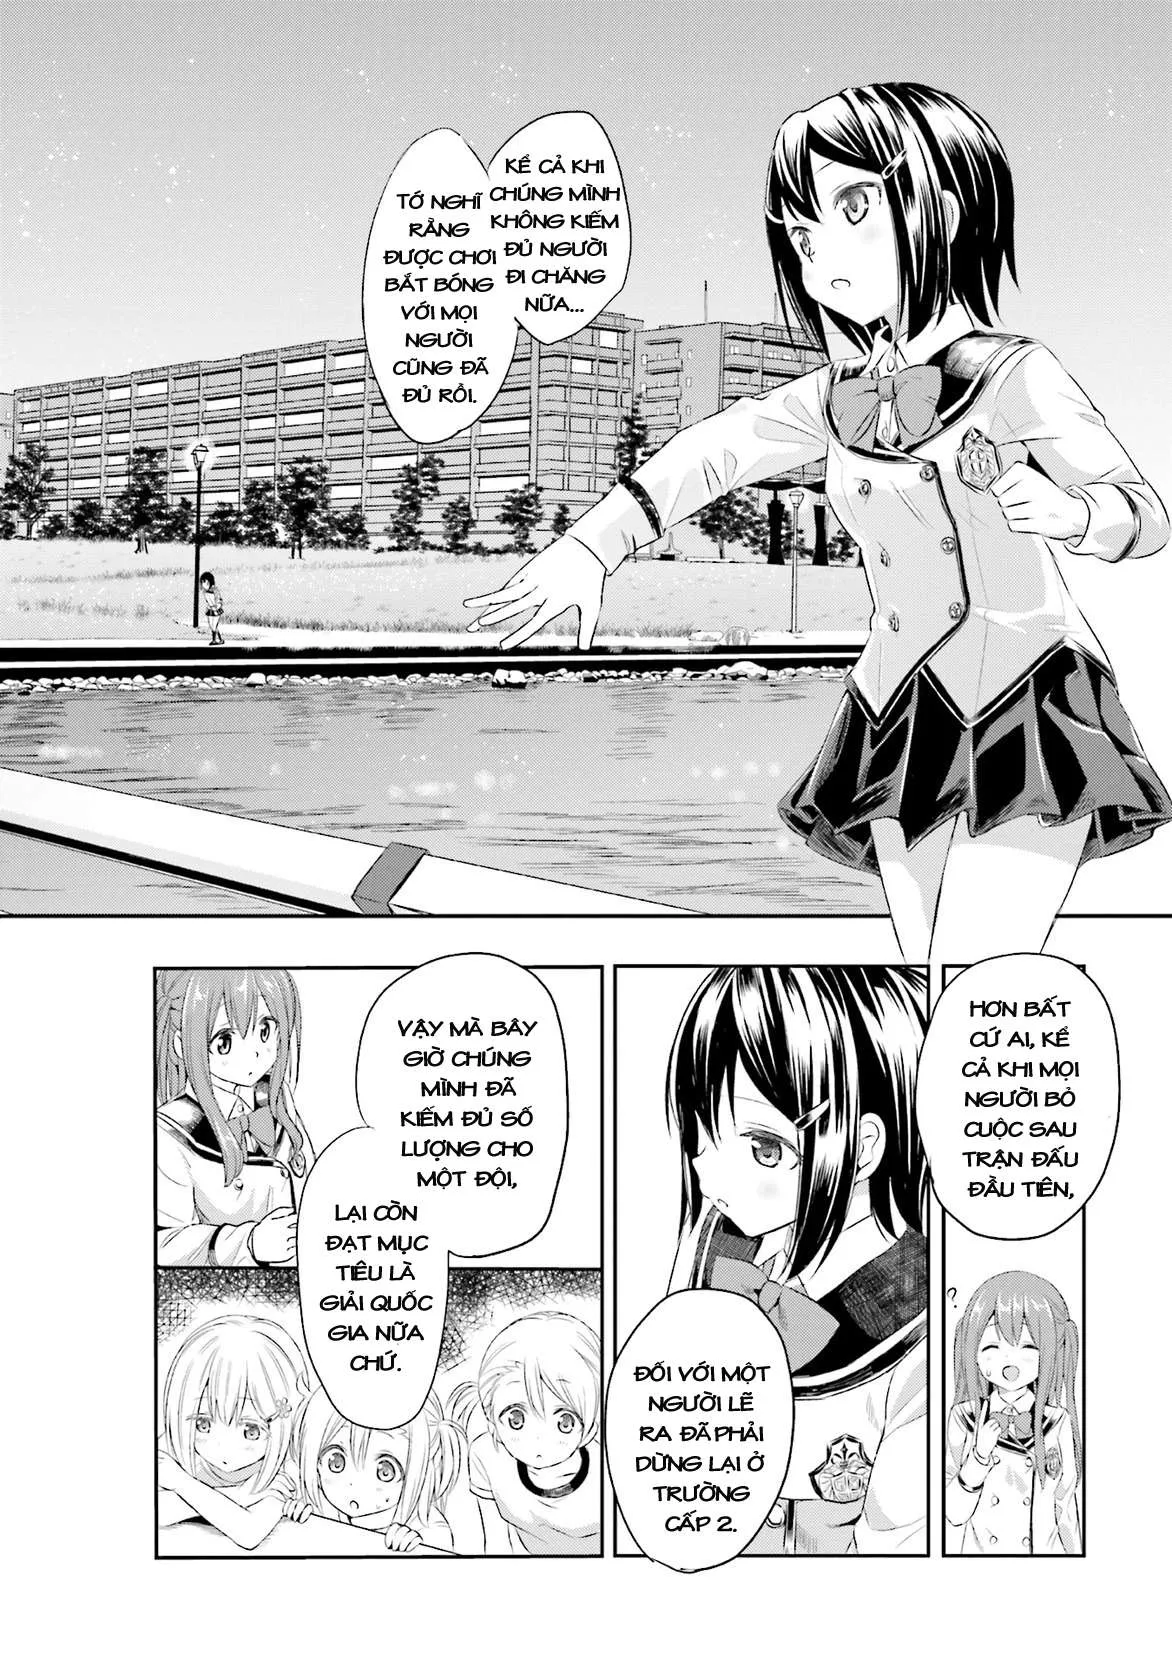 KỂ CẢ KHI
CHÚNG MÌNH
KHÔNG KIẾM
ĐỦ NGƯỜI
ĐI CHĂNG
NỮA...
TỚ NGHĨ
RẰNG
ĐƯỢC CHƠI
BẮT BÓNG
VỚI MỌI
NGƯỜI
CŨNG ĐÃ
ĐỦ RỒI.
HƠN BẤT
CỨ AI, KỂ
CẢ KHI MỌI
NGƯỜI BỎ
CUỘC SAU
TRẬN ĐẤU
ĐẦU TIÊN,
?
ĐỐI VỚI MỘT
NGƯỜI LẼ
RA ĐÃ PHẢI
DỪNG LẠI Ở
TRƯỜNG
CẤP 2.
VẬY MÀ BÂY
GIỜ CHÚNG
MÌNH ĐÃ
KIẾM ĐỦ SỐ
LƯỢNG CHO
MỘT ĐỘI,
LẠI CÒN
ĐẠT MỤC
TIÊU LÀ
GIẢI QUỐC
GIA NỮA
CHỨ.